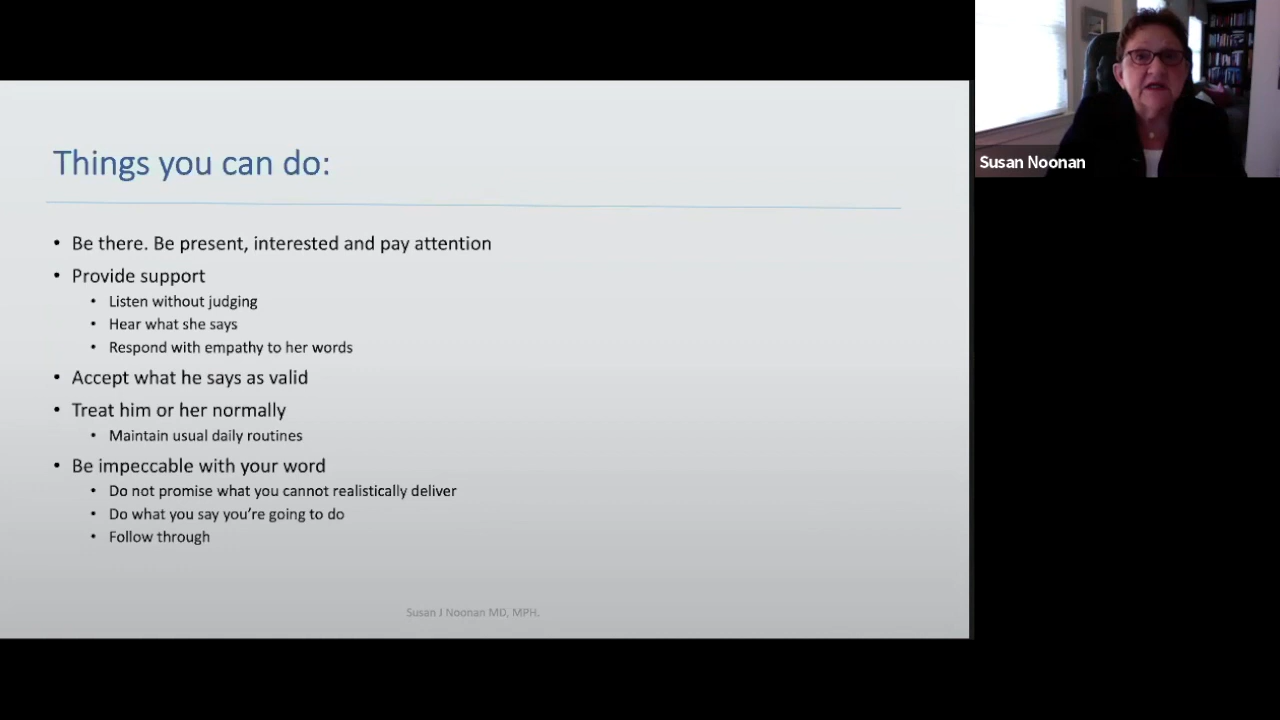 Things you can do:
• Be there. Be present, interested and pay attention
• Provide support
• Listen without judging
• Hear what she says
• Respond with empathy to her words
• Accept what he says as valid
• Treat him or her normally
• Maintain usual daily routines
• Be impeccable with your word
• Do not promise what you cannot realistically deliver
• Do what you say you’re going to do
• Follow through
Susan J Noonan MD, MPH.
Susan Noonan